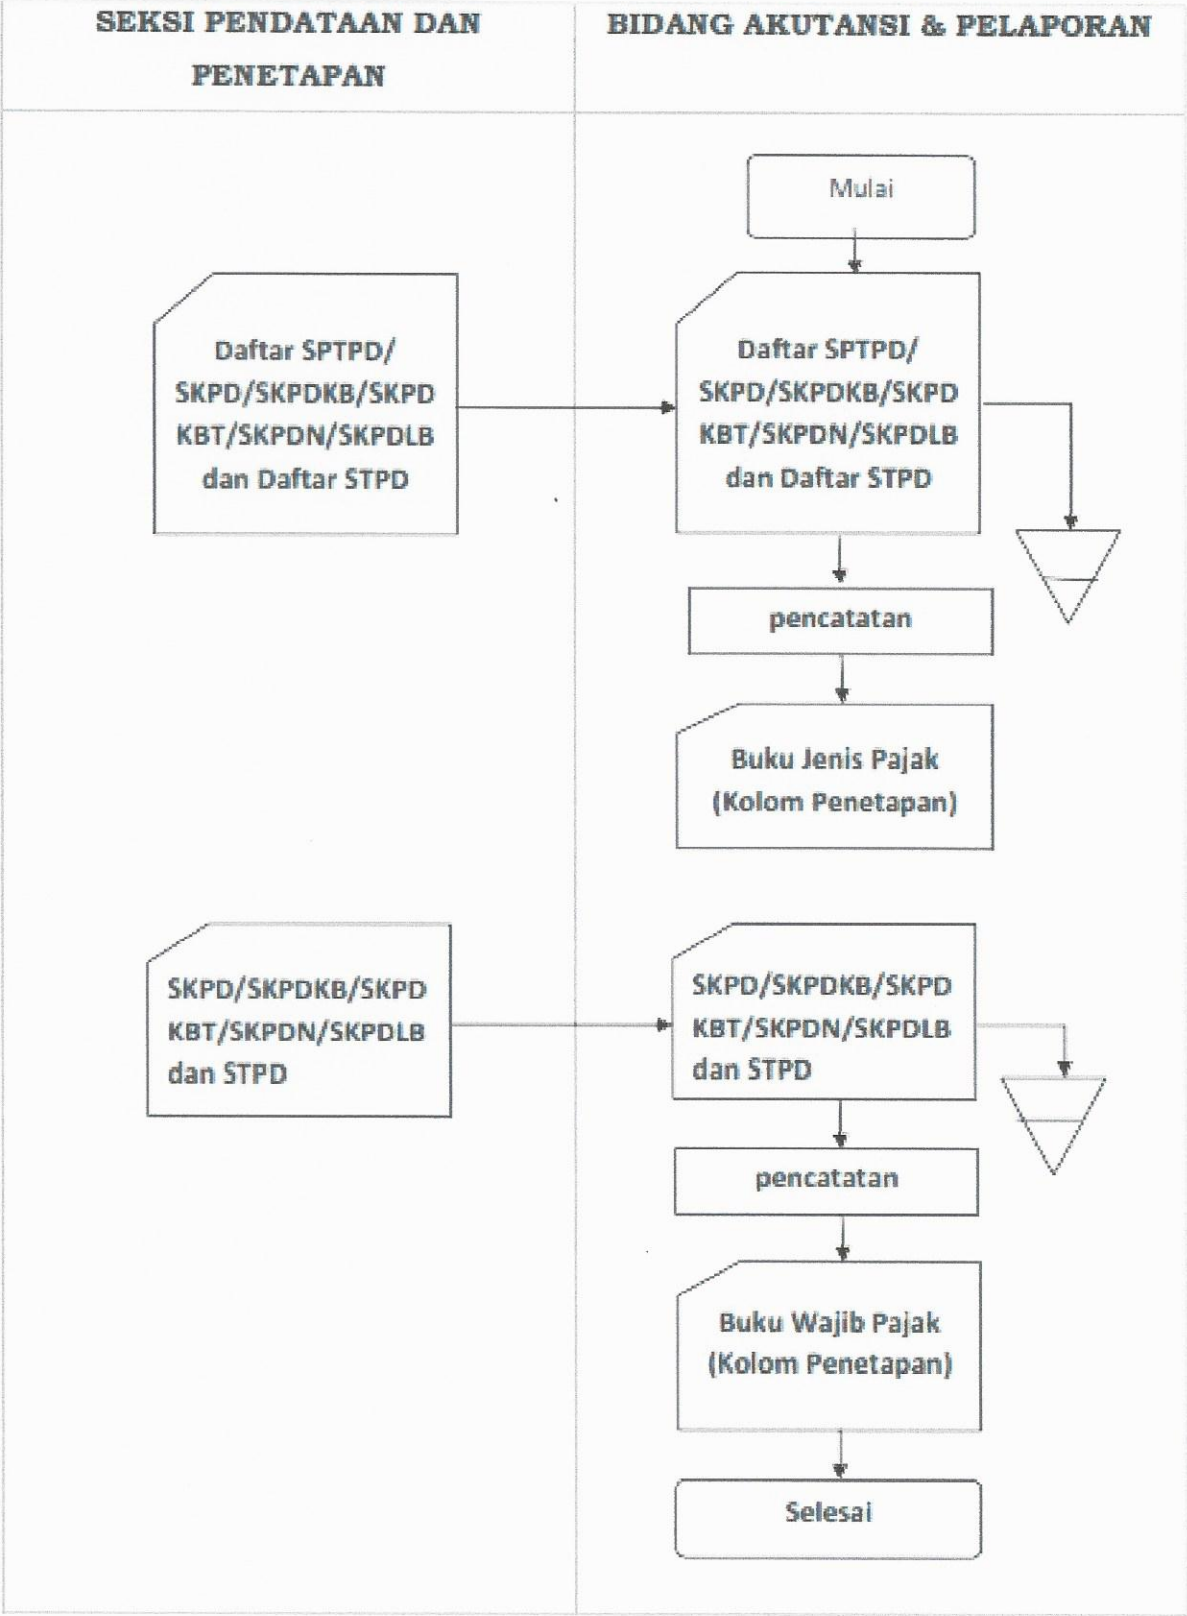 SEKSI PENDATAAN DAN
PENETAPAN
BIDANG AKUTANSI & PELAPORAN
Mulai
Daftar SPTPD/
SKPD/SKPDKB/SKPD
KBT/SKPDN/SKPDLB
dan Daftar STPD
Daftar SPTPD/
SKPD/SKPDKB/SKPD
KBT/SKPDN/SKPDLB
dan Daftar STPD
pencatatan
Buku Jenis Pajak
(Kolom Penetapan)
SKPD/SKPDKB/SKPD
KBT/SKPDN/SKPDLB
dan STPD
SKPD/SKPDKB/SKPD
KBT/SKPDN/SKPDLB
dan STPD
pencatatan
Buku Wajib Pajak
(Kolom Penetapan)
Selesai